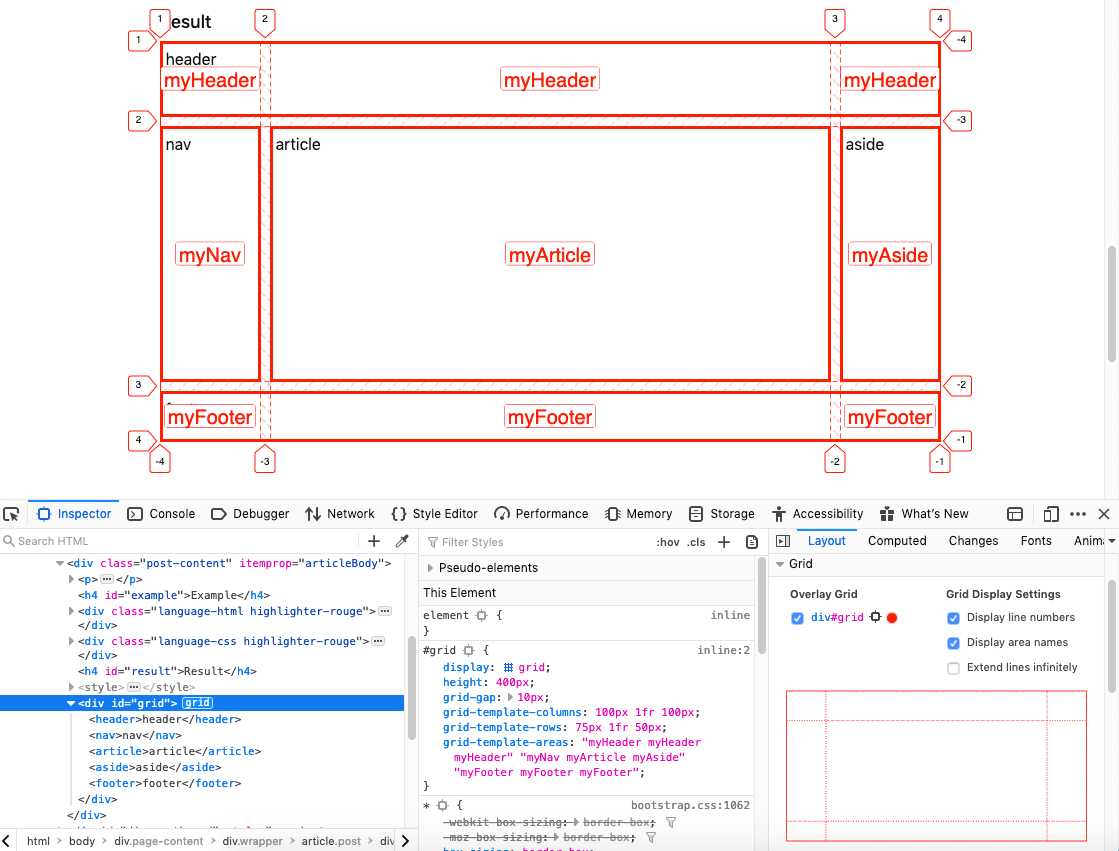 1 2 3 4
esult
1 -4
header
myHeader myHeader myHeader
2 -3
nav article aside
myNav myArticle myAside
3 -2
myFooter myFooter myFooter
4 -1
-4 -3 -2 -1
Inspector Console Debugger Network Style Editor Performance Memory Storage Accessibility What's New
Search HTML
Filter Styles :hov .cls
Layout Computed Changes Fonts Anim
<div class="post-content" itemprop="articleBody">
<p> </p>
<h4 id="example">Example</h4>
<div class="language-html highlighter-rouge">
</div>
<div class="language-css highlighter-rouge">
</div>
<h4 id="result">Result</h4>
<style> </style>
<div id="grid"> grid
<header>header</header>
<nav>nav</nav>
<article>article</article>
<aside>aside</aside>
<footer>footer</footer>
</div>
</div>
html body div.page-content div.wrapper article.post div
Pseudo-elements
This Element
element { inline
}
#grid { inline:2
display: grid;
height: 400px;
grid-gap: 10px;
grid-template-columns: 100px 1fr 100px;
grid-template-rows: 75px 1fr 50px;
grid-template-areas: "myHeader myHeader
myHeader" "myNav myArticle myAside"
"myFooter myFooter myFooter";
}
* { bootstrap.css:1062
-webkit-box-sizing: border-box;
-moz-box-sizing: border-box;
box-sizing: border-box;
Grid
Overlay Grid
div#grid
Grid Display Settings
Display line numbers
Display area names
Extend lines infinitely